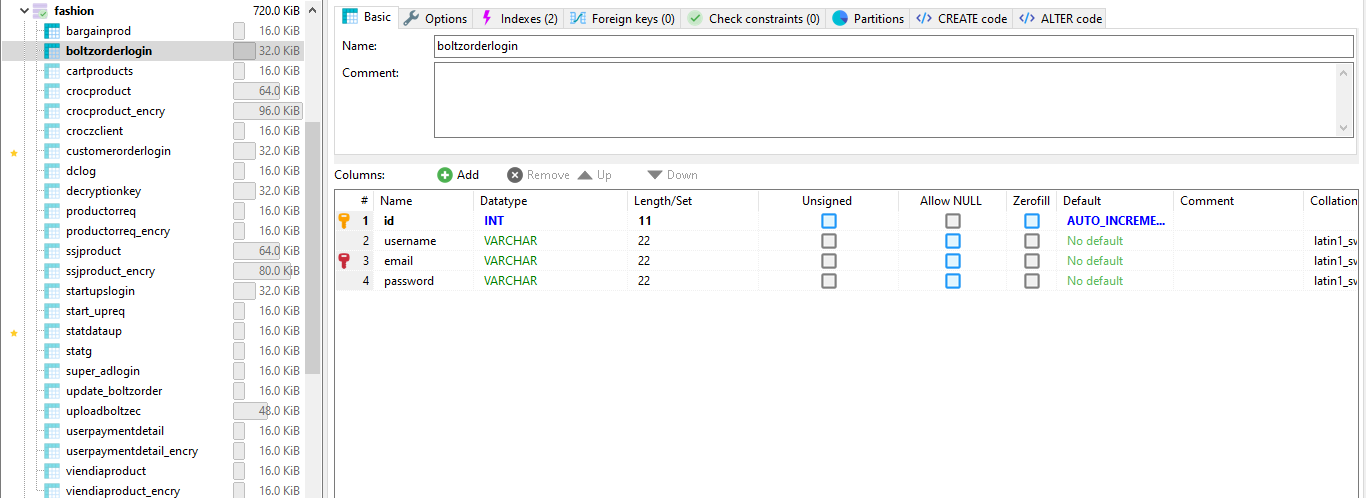 fashion 720.0 KiB
bargainprod 16.0 KiB
boltzorderlogin 32.0 KiB
cartproducts 16.0 KiB
crocproduct 64.0 KiB
crocproduct_encry 96.0 KiB
croczclient 16.0 KiB
customerorderlogin 32.0 KiB
dclog 16.0 KiB
decryptionkey 32.0 KiB
productorreq 16.0 KiB
productorreq_encry 16.0 KiB
ssjproduct 64.0 KiB
ssjproduct_encry 80.0 KiB
startupslogin 32.0 KiB
start_upreq 16.0 KiB
statdataup 16.0 KiB
statg 16.0 KiB
super_adlogin 16.0 KiB
update_boltzorder 16.0 KiB
uploadboltzec 48.0 KiB
userpaymentdetail 16.0 KiB
userpaymentdetail_encry 16.0 KiB
viendiaproduct 16.0 KiB
viendiaproduct_encry 16.0 KiB
Basic Options Indexes (2) Foreign keys (0) Check constraints (0) Partitions CREATE code ALTER code
Name: boltzorderlogin
Comment:
Columns: Add Remove Up Down
# Name Datatype Length/Set Unsigned Allow NULL Zerofill Default Comment Collation
1 id INT 11 AUTO_INCREME...
2 username VARCHAR 22 No default latin1_sw
3 email VARCHAR 22 No default latin1_sw
4 password VARCHAR 22 No default latin1_sw